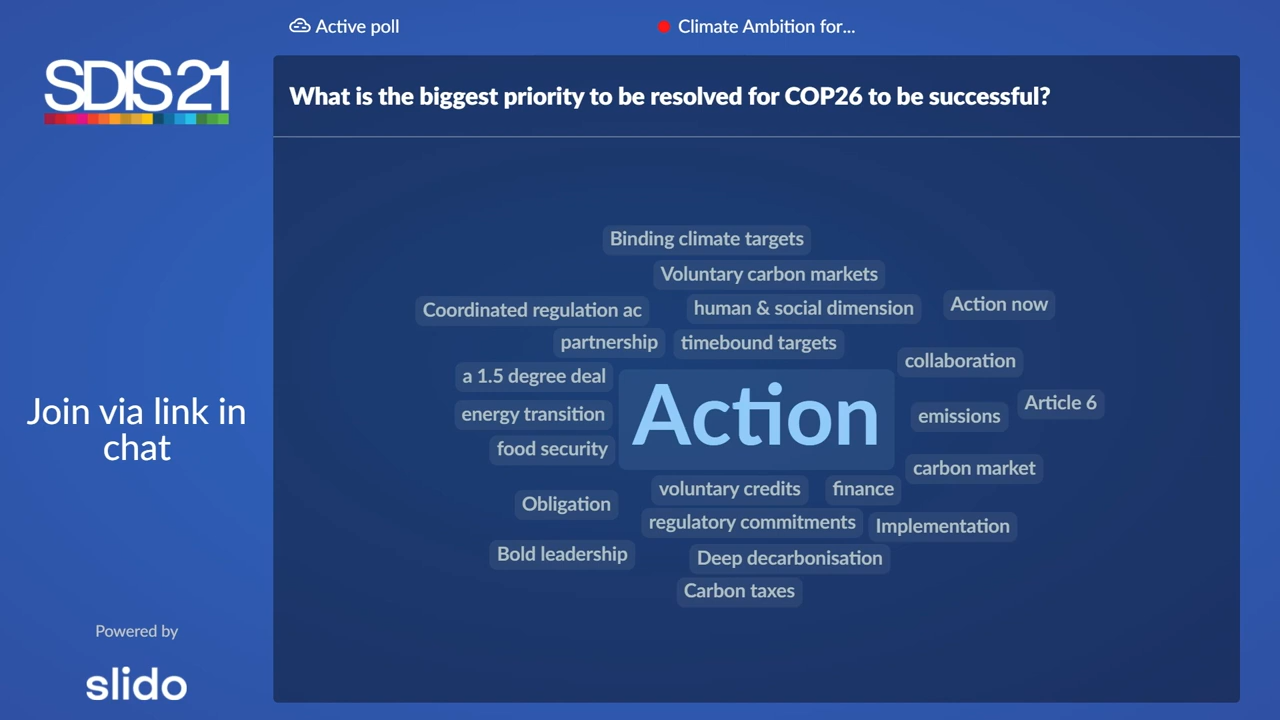 Active poll
Climate Ambition for...
SDIS21
What is the biggest priority to be resolved for COP26 to be successful?
Binding climate targets
Voluntary carbon markets
Coordinated regulation ac
human & social dimension
Action now
partnership
timebound targets
collaboration
a 1.5 degree deal
Action
Article 6
energy transition
emissions
food security
carbon market
voluntary credits
finance
Obligation
regulatory commitments
Implementation
Bold leadership
Deep decarbonisation
Carbon taxes
Join via link in
chat
Powered by
slido